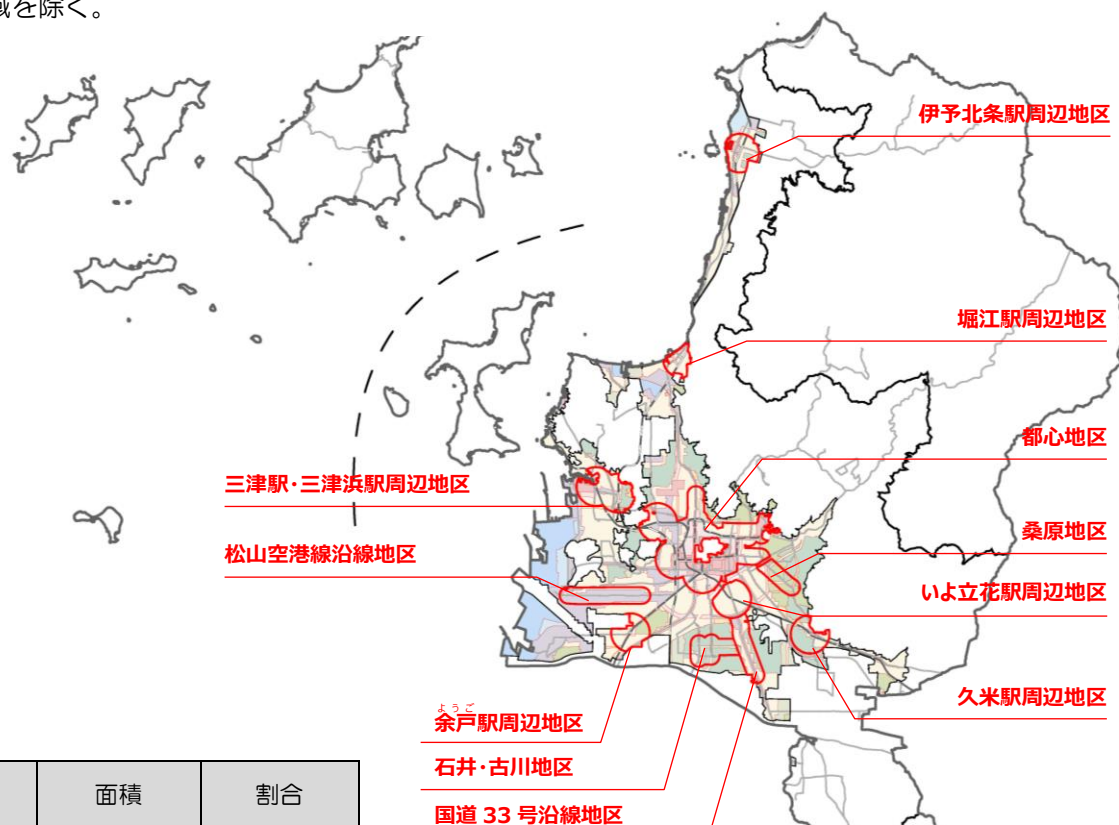 域を除く。
伊予北条駅周辺地区
堀江駅周辺地区
都心地区
三津駅・三津浜駅周辺地区
桑原地区
松山空港線沿線地区
いよ立花駅周辺地区
久米駅周辺地区
ようご
余戸駅周辺地区
石井・古川地区
面積 割合
国道 33 号沿線地区